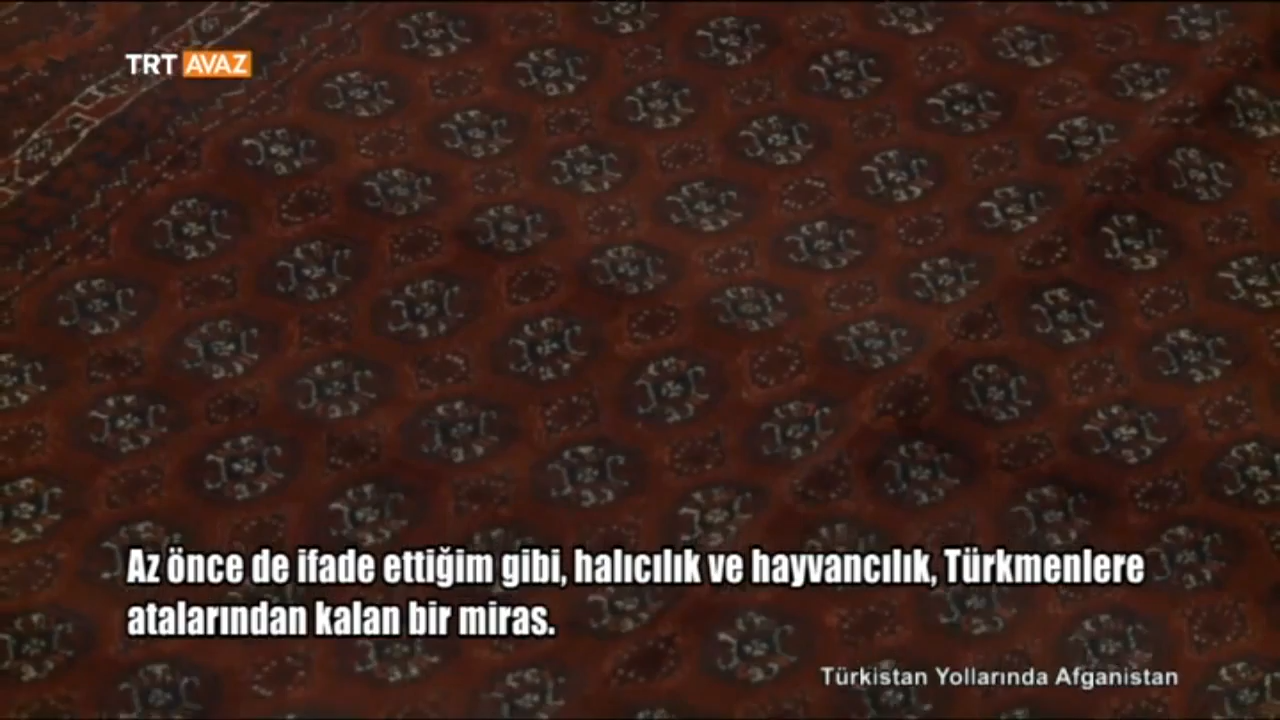 TRT AVAZ
Az önce de ifade ettiğim gibi, halıcılık ve hayvancılık, Türkmenlere
atalarından kalan bir miras.
Türkistan Yollarında Afganistan